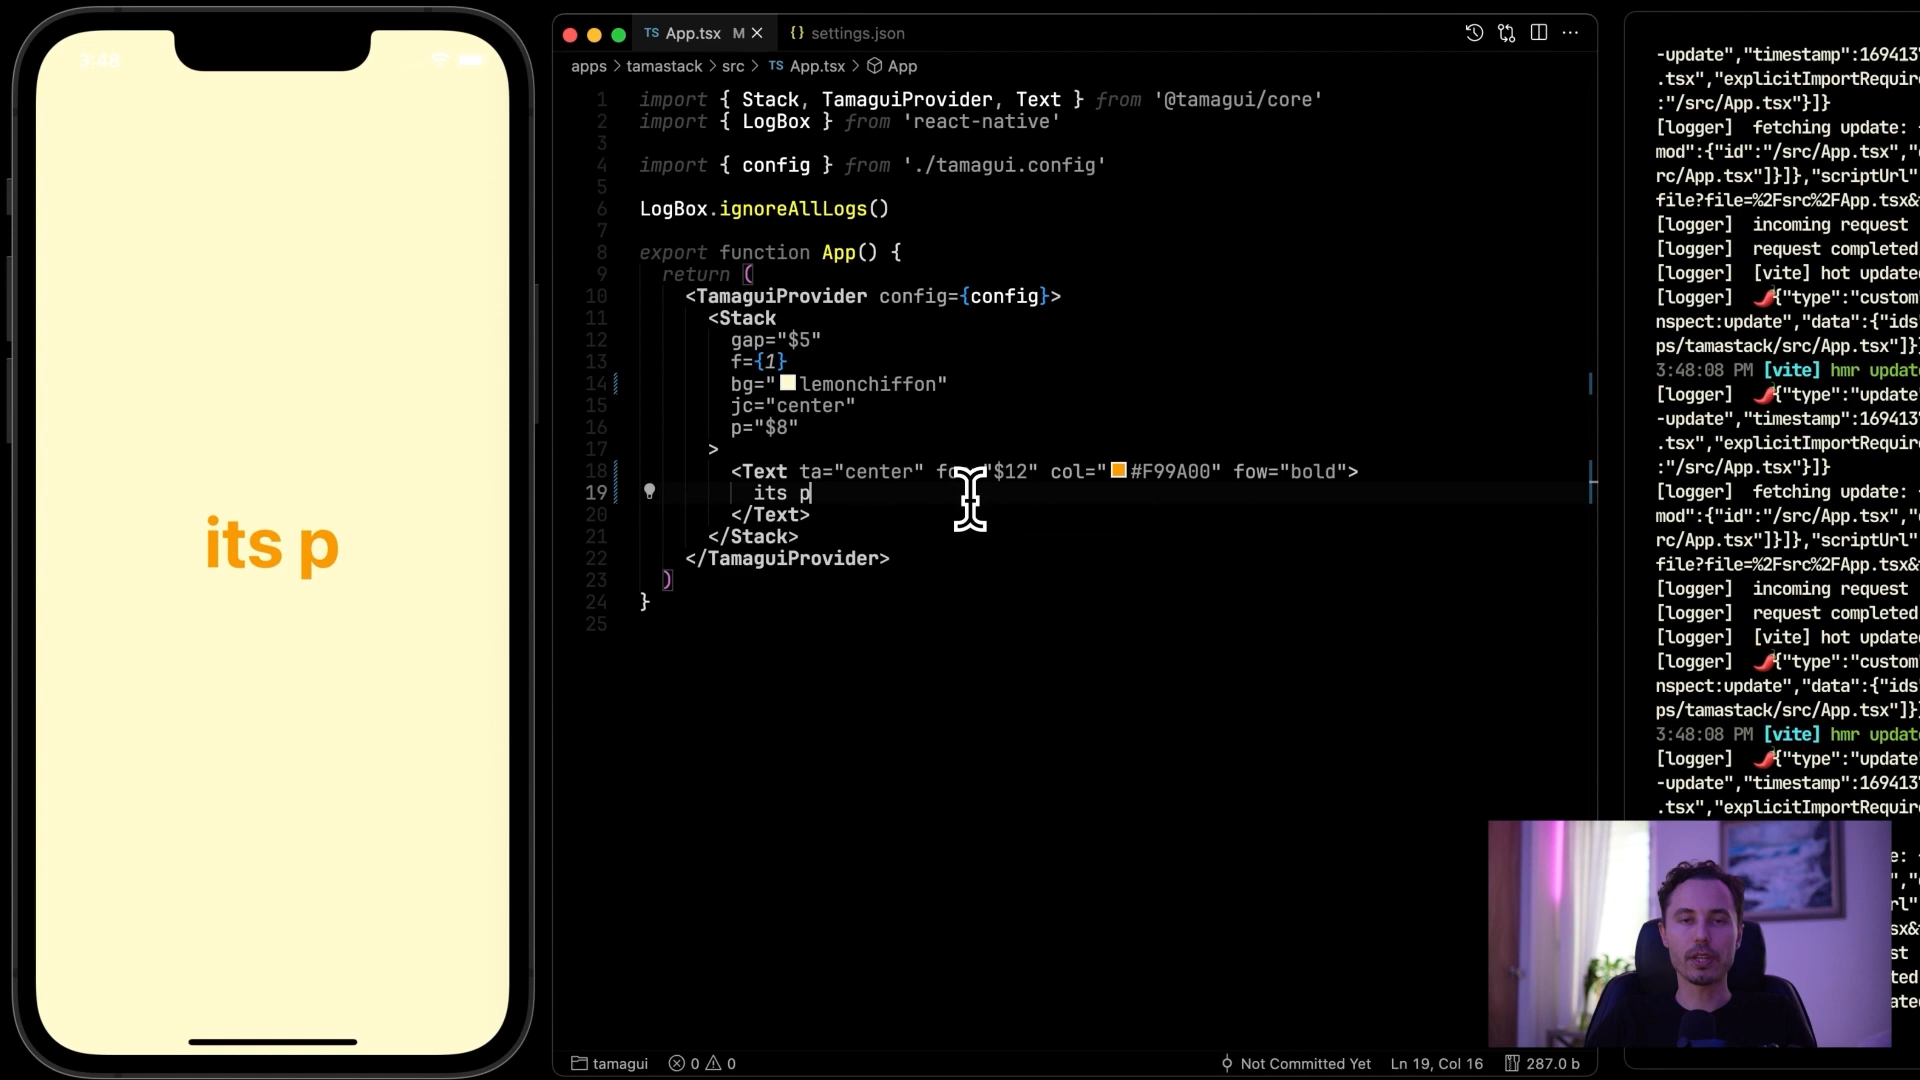 3:48
its p
TS App.tsx M
{} settings.json
apps > tamastack > src > TS App.tsx > App
1 import { Stack, TamaguiProvider, Text } from '@tamagui/core'
2 import { LogBox } from 'react-native'
3
4 import { config } from './tamagui.config'
5
6 LogBox.ignoreAllLogs()
7
8 export function App() {
9 return (
10 <TamaguiProvider config={config}>
11 <Stack
12 gap="$5"
13 f={1}
14 bg="lemonchiffon"
15 jc="center"
16 p="$8"
17 >
18 <Text ta="center" fo "$12" col="#F99A00" fow="bold">
19 its p
20 </Text>
21 </Stack>
22 </TamaguiProvider>
23 )
24 }
25
tamagui 0 0
Not Committed Yet Ln 19, Col 16 287.0 b
-update","timestamp":169413
.tsx","explicitImportRequir
:"/src/App.tsx"}]}
[logger] fetching update:
mod":{"id":"/src/App.tsx","
rc/App.tsx"]}]},"scriptUrl"
file?file=%2Fsrc%2FApp.tsx&
[logger] incoming request
[logger] request completed
[logger] [vite] hot update
[logger] 🌶️{"type":"custom
nspect:update","data":{"ids
ps/tamastack/src/App.tsx"]}
3:48:08 PM [vite] hmr updat
[logger] 🌶️{"type":"update"
-update","timestamp":169413
.tsx","explicitImportRequir
:"/src/App.tsx"}]}
[logger] fetching update:
mod":{"id":"/src/App.tsx","
rc/App.tsx"]}]},"scriptUrl"
file?file=%2Fsrc%2FApp.tsx&
[logger] incoming request
[logger] request completed
[logger] [vite] hot update
[logger] 🌶️{"type":"custom
nspect:update","data":{"ids
ps/tamastack/src/App.tsx"]}
3:48:08 PM [vite] hmr updat
[logger] 🌶️{"type":"update"
-update","timestamp":169413
.tsx","explicitImportRequir